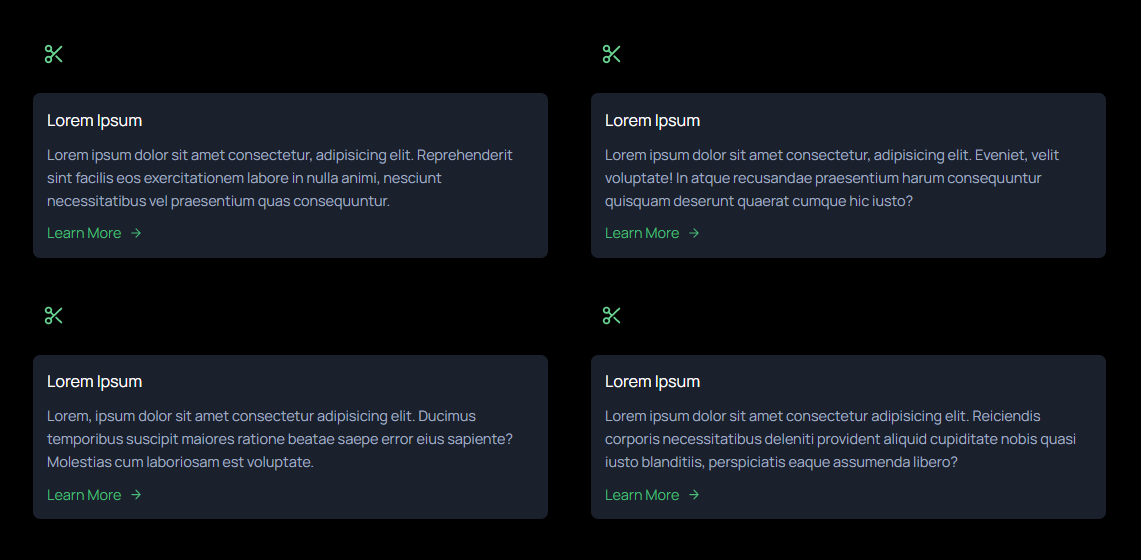 Lorem Ipsum
Lorem ipsum dolor sit amet consectetur, adipisicing elit. Reprehenderit
sint facilis eos exercitationem labore in nulla animi, nesciunt
necessitatibus vel praesentium quas consequuntur.
Learn More
Lorem Ipsum
Lorem ipsum dolor sit amet consectetur, adipisicing elit. Eveniet, velit
voluptate! In atque recusandae praesentium harum consequuntur
quisquam deserunt quaerat cumque hic iusto?
Learn More
Lorem Ipsum
Lorem, ipsum dolor sit amet consectetur adipisicing elit. Ducimus
temporibus suscipit maiores ratione beatae saepe error eius sapiente?
Molestias cum laboriosam est voluptate.
Learn More
Lorem Ipsum
Lorem ipsum dolor sit amet consectetur adipisicing elit. Reiciendis
corporis necessitatibus deleniti provident aliquid cupiditate nobis quasi
iusto blanditiis, perspiciatis eaque assumenda libero?
Learn More